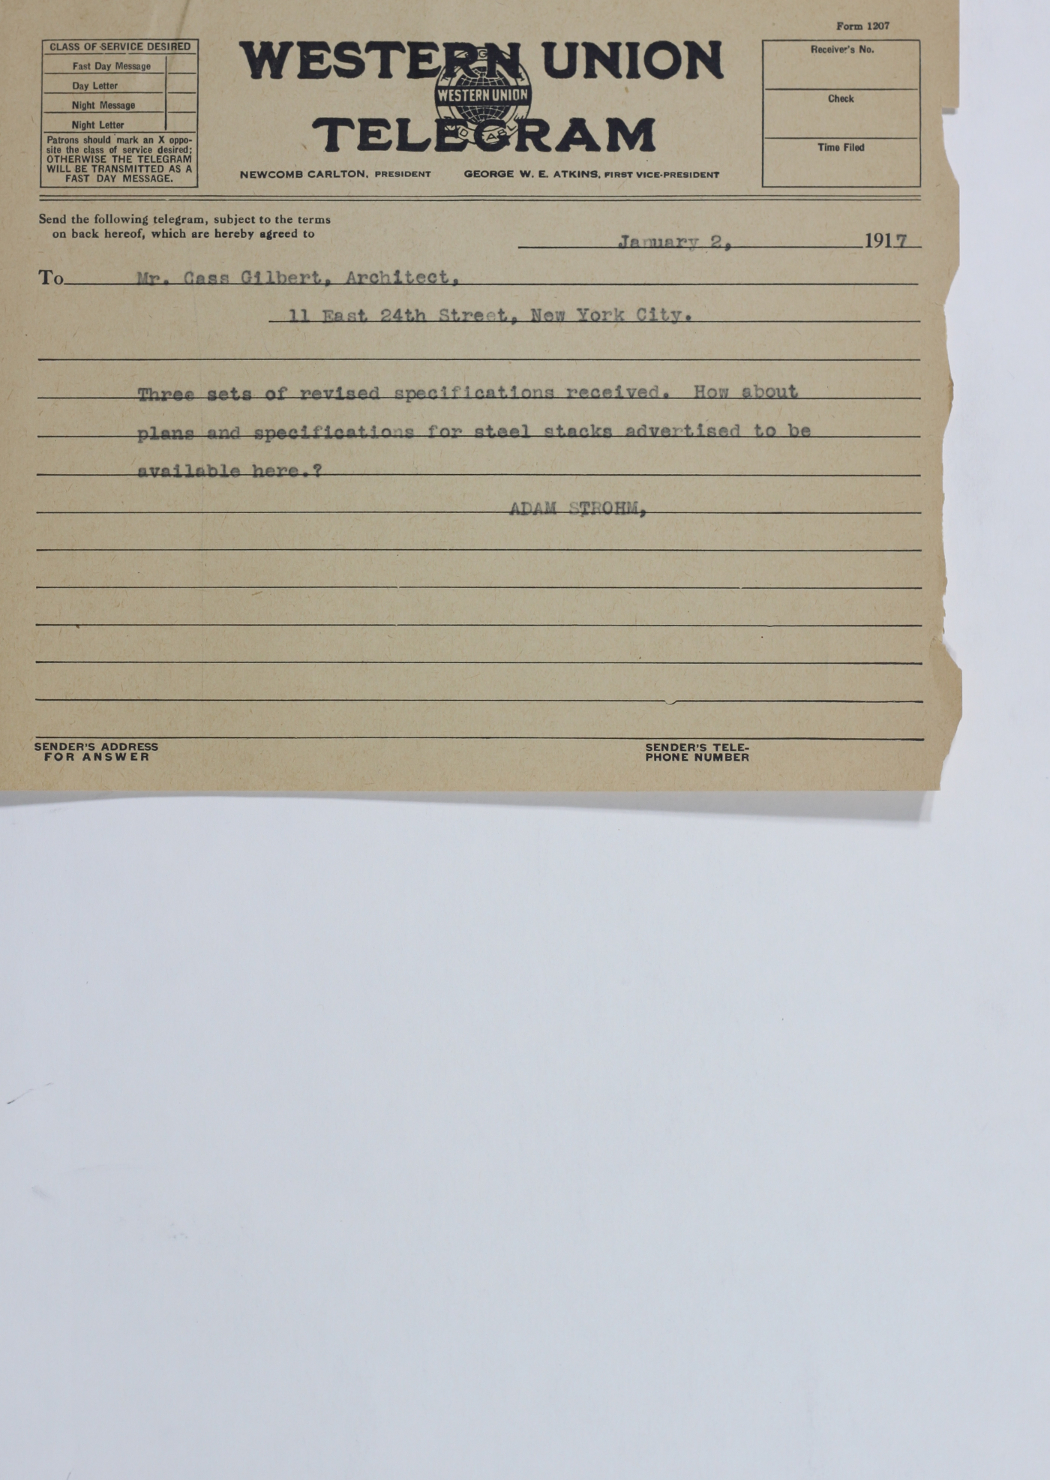 Form 1207
CLASS OF SERVICE DESIRED
Fast Day Message
Day Letter
Night Message
Night Letter
Patrons should mark an X oppo-
site the class of service desired;
OTHERWISE THE TELEGRAM
WILL BE TRANSMITTED AS A
FAST DAY MESSAGE.
WESTERN UNION
WESTERN UNION
TELEGRAM
NEWCOMB CARLTON, PRESIDENT GEORGE W. E. ATKINS, FIRST VICE-PRESIDENT
Receiver's No.
Check
Time Filed
Send the following telegram, subject to the terms
on back hereof, which are hereby agreed to
January 2, 1917
To Mr. Cass Gilbert, Architect,
11 East 24th Street, New York City.
Three sets of revised specifications received. How about
plans and specifications for steel stacks advertised to be
available here.?
ADAM STROHM,
SENDER'S ADDRESS
FOR ANSWER
SENDER'S TELE-
PHONE NUMBER